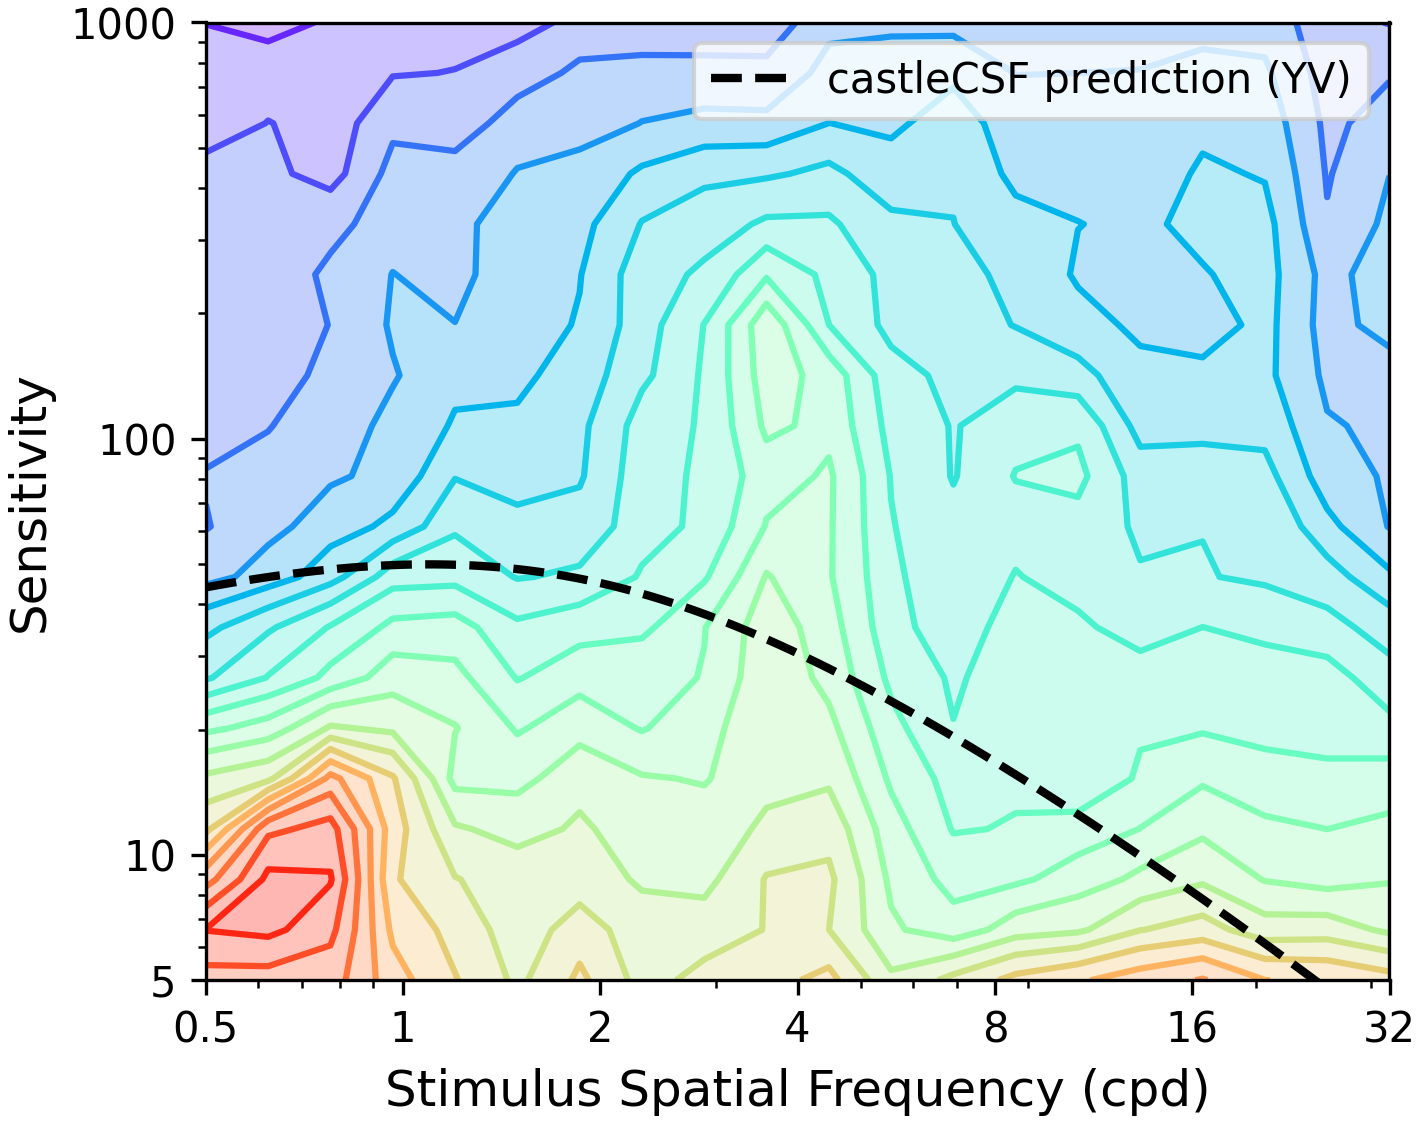 1000
castleCSF prediction (YV)
Sensitivity
100
10
5
0.5 1 2 4 8 16 32
Stimulus Spatial Frequency (cpd)